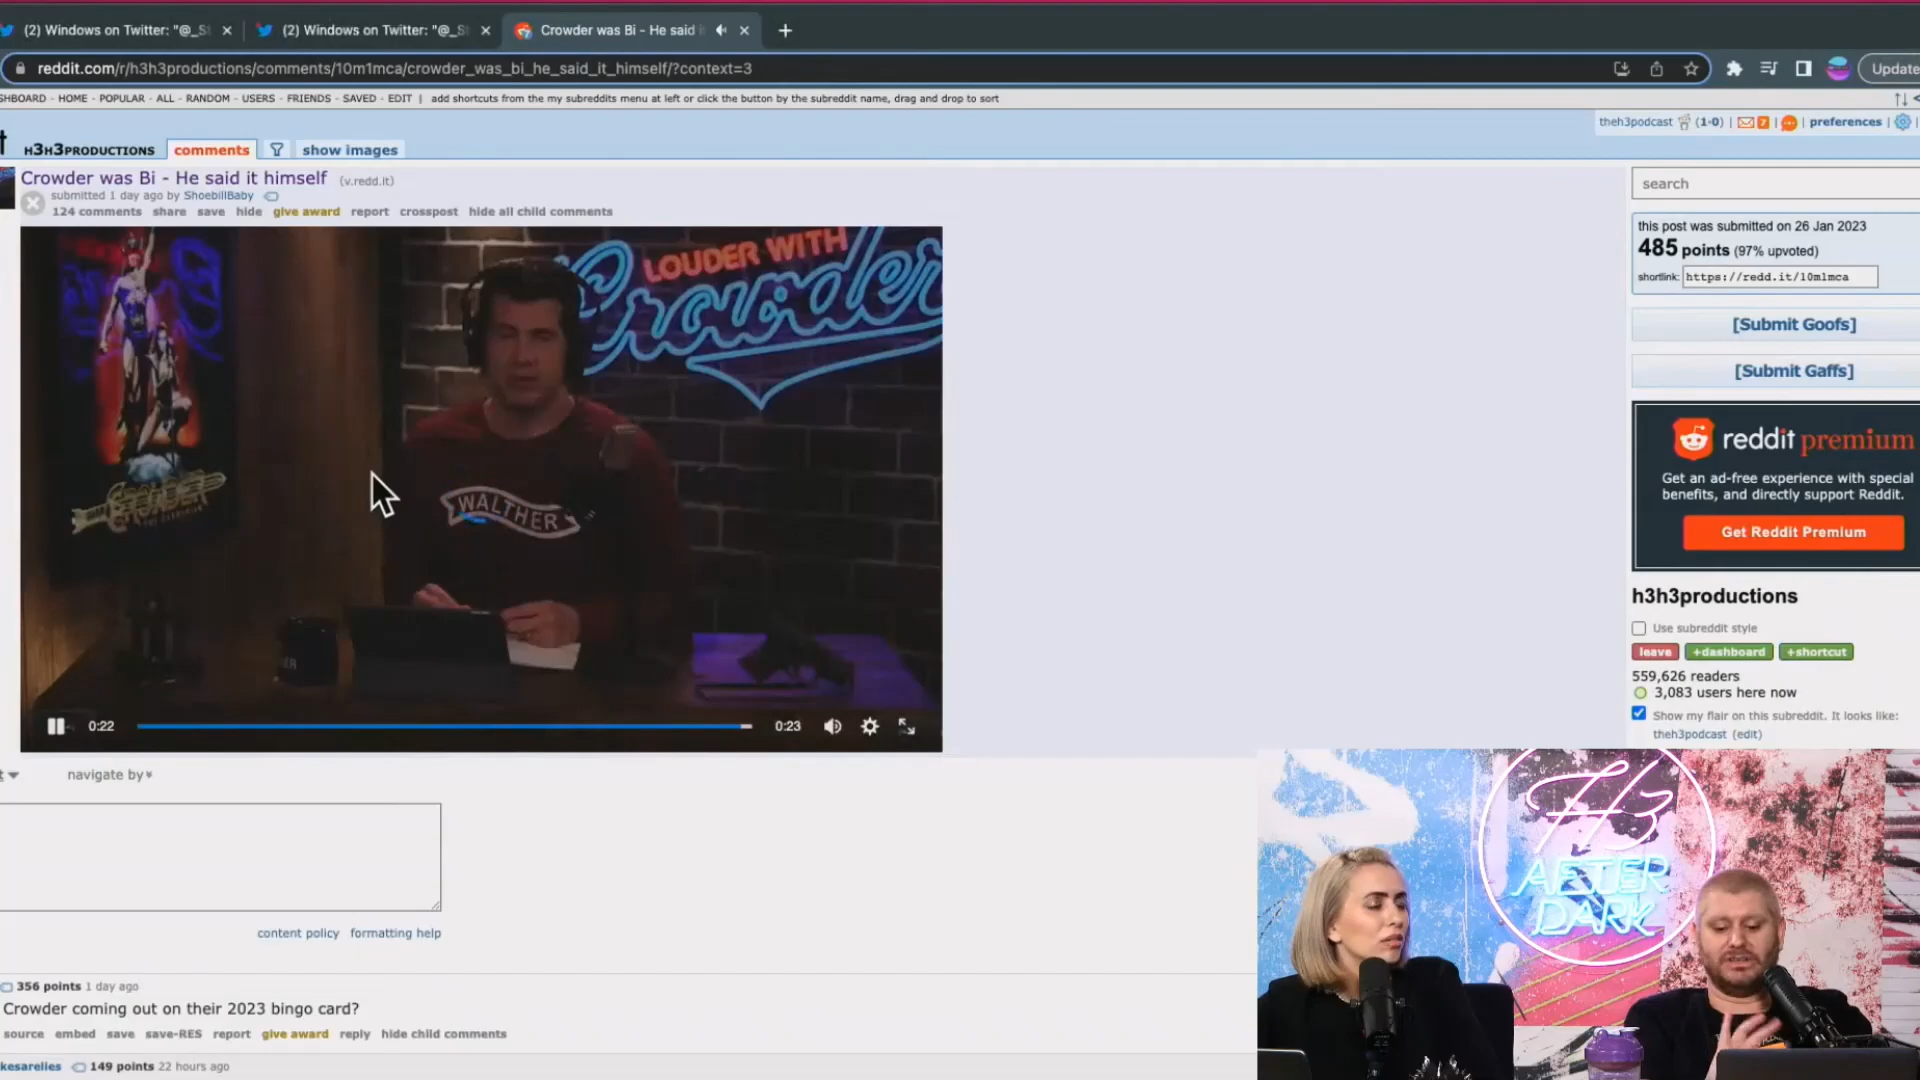 (2) Windows on Twitter: "@_St
(2) Windows on Twitter: "@_St
Crowder was Bi - He said i
reddit.com/r/h3h3productions/comments/10m1mca/crowder_was_bi_he_said_it_himself/?context=3
Update
SHBOARD - HOME - POPULAR - ALL - RANDOM - USERS - FRIENDS - SAVED - EDIT | add shortcuts from the my subreddits menu at left or click the button by the subreddit name, drag and drop to sort
theh3podcast (1·0) | 7 | | preferences |
H3H3PRODUCTIONS comments show images
Crowder was Bi - He said it himself (v.redd.it)
submitted 1 day ago by ShoebillBaby
124 comments share save hide give award report crosspost hide all child comments
search
this post was submitted on 26 Jan 2023
485 points (97% upvoted)
shortlink: https://redd.it/10m1mca
[Submit Goofs]
[Submit Gaffs]
LOUDER WITH
Crowder
WALTHER
0:22 0:23
reddit premium
Get an ad-free experience with special
benefits, and directly support Reddit.
Get Reddit Premium
h3h3productions
Use subreddit style
leave +dashboard +shortcut
559,626 readers
3,083 users here now
Show my flair on this subreddit. It looks like:
theh3podcast (edit)
navigate by
content policy formatting help
356 points 1 day ago
Crowder coming out on their 2023 bingo card?
source embed save save-RES report give award reply hide child comments
kesarelies 149 points 22 hours ago
H3
AFTER
DARK